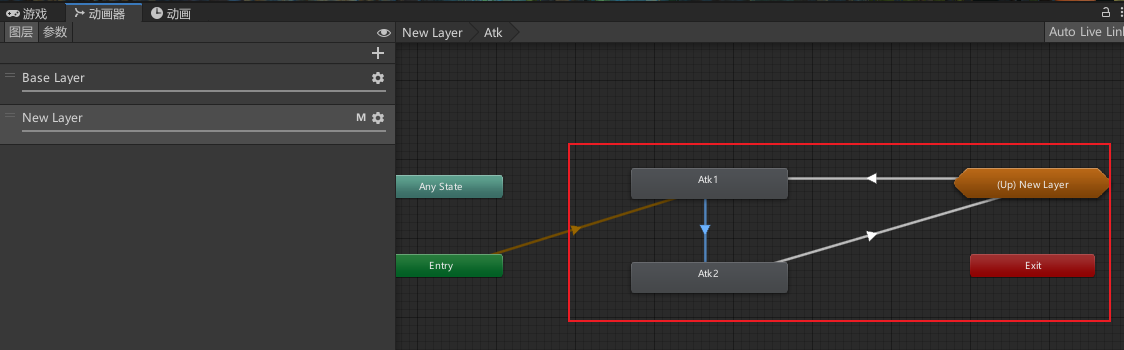 游戏 动画器 动画
图层 参数 New Layer Atk Auto Live Link
Base Layer
New Layer M
Atk1
Any State (Up) New Layer
Entry Exit
Atk2